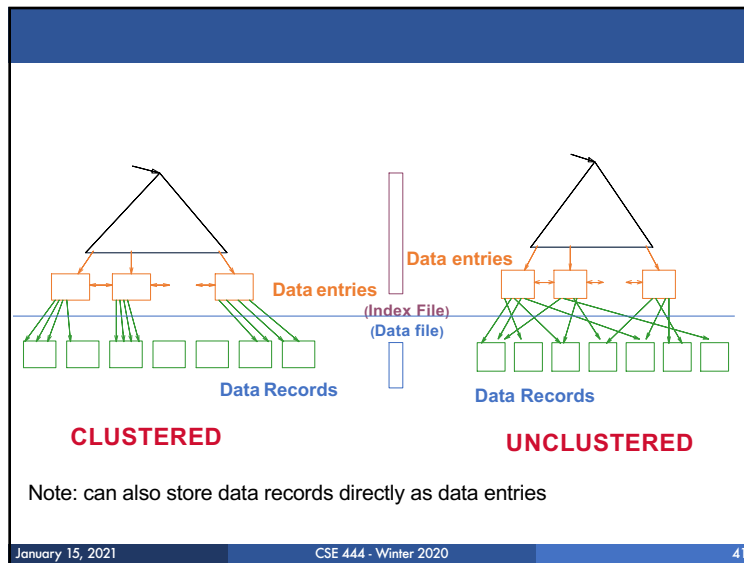 Data entries
Data entries
(Index File)
(Data file)
Data Records
Data Records
CLUSTERED
UNCLUSTERED
Note: can also store data records directly as data entries
January 15, 2021
CSE 444 - Winter 2020
41